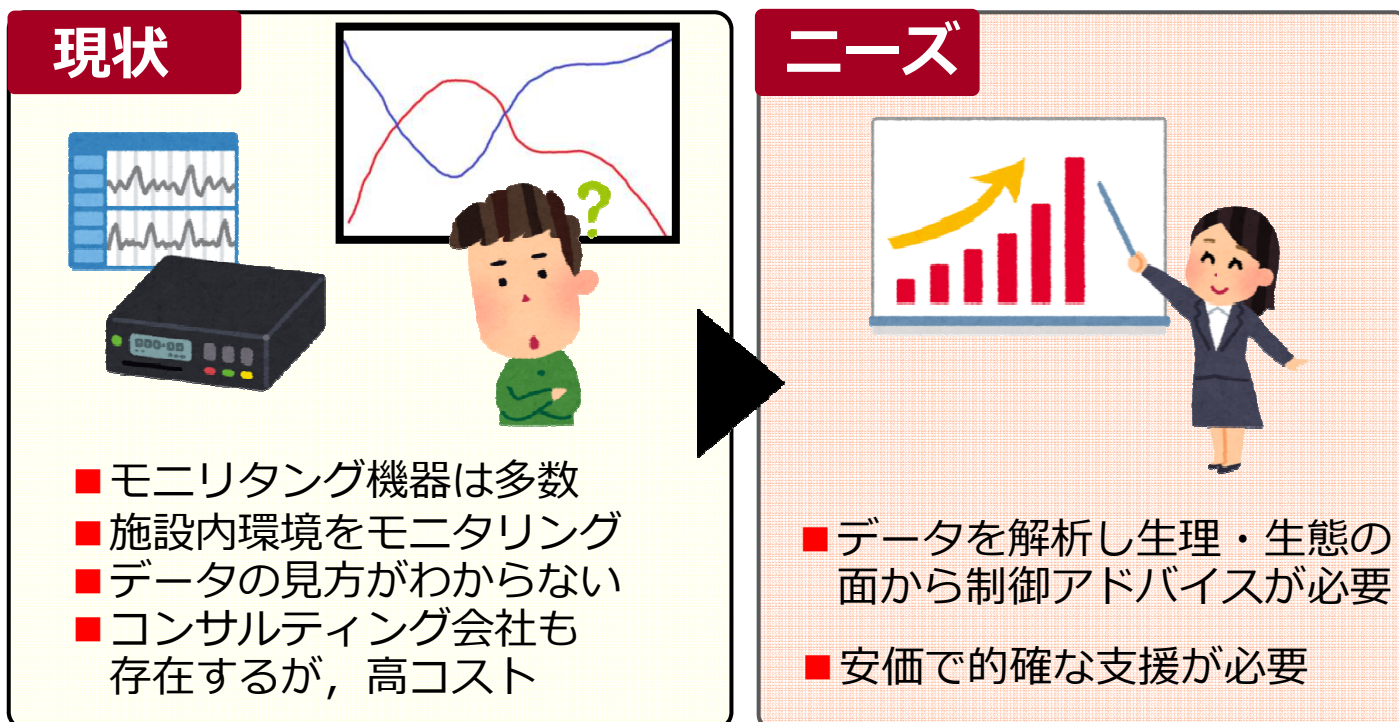 現状
?
■モニリタング機器は多数
■施設内環境をモニタリング
■データの見方がわからない
■コンサルティング会社も
存在するが，高コスト
ニーズ
■データを解析し生理・生態の
面から制御アドバイスが必要
■安価で的確な支援が必要